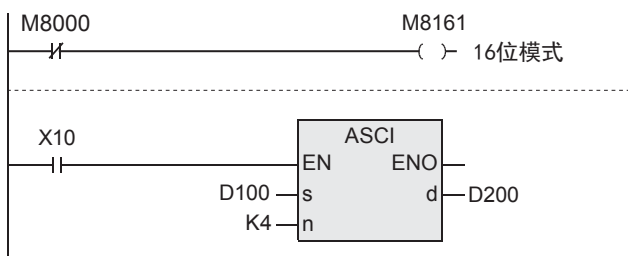 M8000 M8161
16位模式
X10 ASCI
EN ENO
D100 s d D200
K4 n